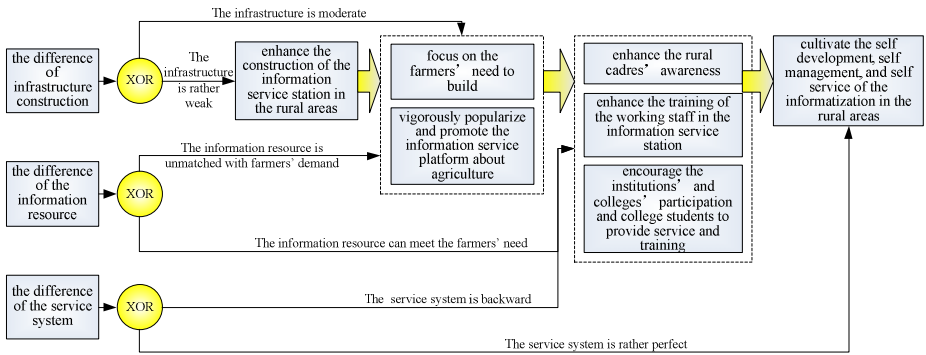 The infrastructure is moderate
the difference
of
infrastructure
construction
XOR
The
infrastructure
is rather
weak
enhance the
construction of the
information
service station in
the rural areas
focus on the
farmers’ need to
build
vigorously popularize
and promote the
information service
platform about
agriculture
enhance the rural
cadres’ awareness
enhance the training of
the working staff in the
information service
station
encourage the
institutions’ and
colleges’ participation
and college students to
provide service and
training
cultivate the self
development, self
management, and self
service of the
informatization in the
rural areas
the difference
of the
information
resource
XOR
The information resource is
unmatched with farmers’ demand
The information resource can meet the farmers’ need
the difference
of the service
system
XOR
The service system is backward
The service system is rather perfect